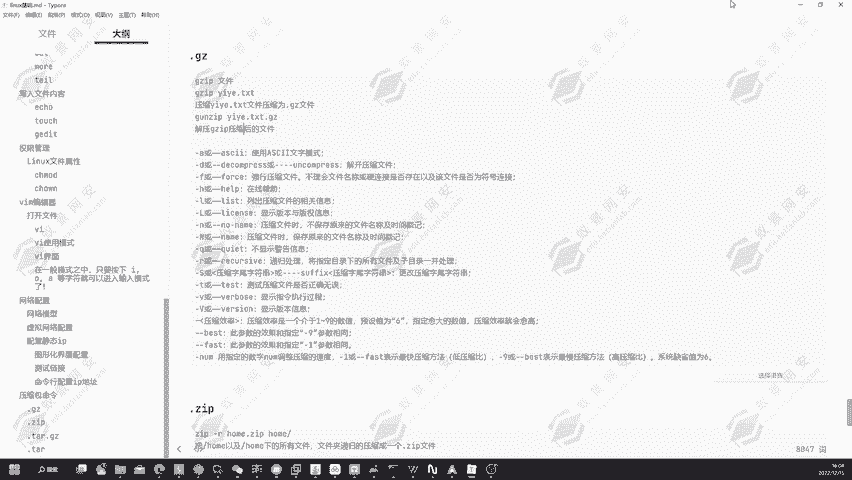 linux基础.md - Typora
文件(F) 编辑(E) 段落(P) 格式(O) 视图(V) 主题(T) 帮助(H)
文件 大纲
more
tail
写入文件内容
echo
touch
gedit
权限管理
Linux文件属性
chmod
chown
vim编辑器
打开文件
vi
vi使用模式
vi界面
在一般模式之中，只要按下 i,
o, a 等字符就可以进入输入模式
了！
网络配置
网络模型
虚拟网络配置
配置静态ip
图形化界面配置
测试链接
命令行配置ip地址
压缩包命令
.gz
.zip
.tar.gz
.tar
.gz
gzip 文件
gzip yiye.txt
压缩yiye.txt文件压缩为.gz文件
gunzip yiye.txt.gz
解压gzip压缩后的文件
-a或--ascii：使用ASCII文字模式；
-d或--decompress或----uncompress：解开压缩文件；
-f或--force：强行压缩文件。不理会文件名称或硬连接是否存在以及该文件是否为符号连接；
-h或--help：在线帮助；
-l或--list：列出压缩文件的相关信息；
-L或--license：显示版本与版权信息；
-n或--no-name：压缩文件时，不保存原来的文件名称及时间戳记；
-N或--name：压缩文件时，保存原来的文件名称及时间戳记；
-q或--quiet：不显示警告信息；
-r或--recursive：递归处理，将指定目录下的所有文件及子目录一并处理；
-S或<压缩字尾字符串>或----suffix<压缩字尾字符串>：更改压缩字尾字符串；
-t或--test：测试压缩文件是否正确无误；
-v或--verbose：显示指令执行过程；
-V或--version：显示版本信息；
-<压缩效率>：压缩效率是一个介于1~9的数值，预设值为“6”，指定愈大的数值，压缩效率就会愈高；
--best：此参数的效果和指定“-9”参数相同；
--fast：此参数的效果和指定“-1”参数相同。
-num 用指定的数字num调整压缩的速度，-1或--fast表示最快压缩方法（低压缩比），-9或--best表示最慢压缩方法（高压缩比）。系统缺省值为6。
选择语言
.zip
zip -r home.zip home/
将/home以及/home下的所有文件，文件夹递归的压缩成一个.zip文件
8047 词
搜索
2022/12/15